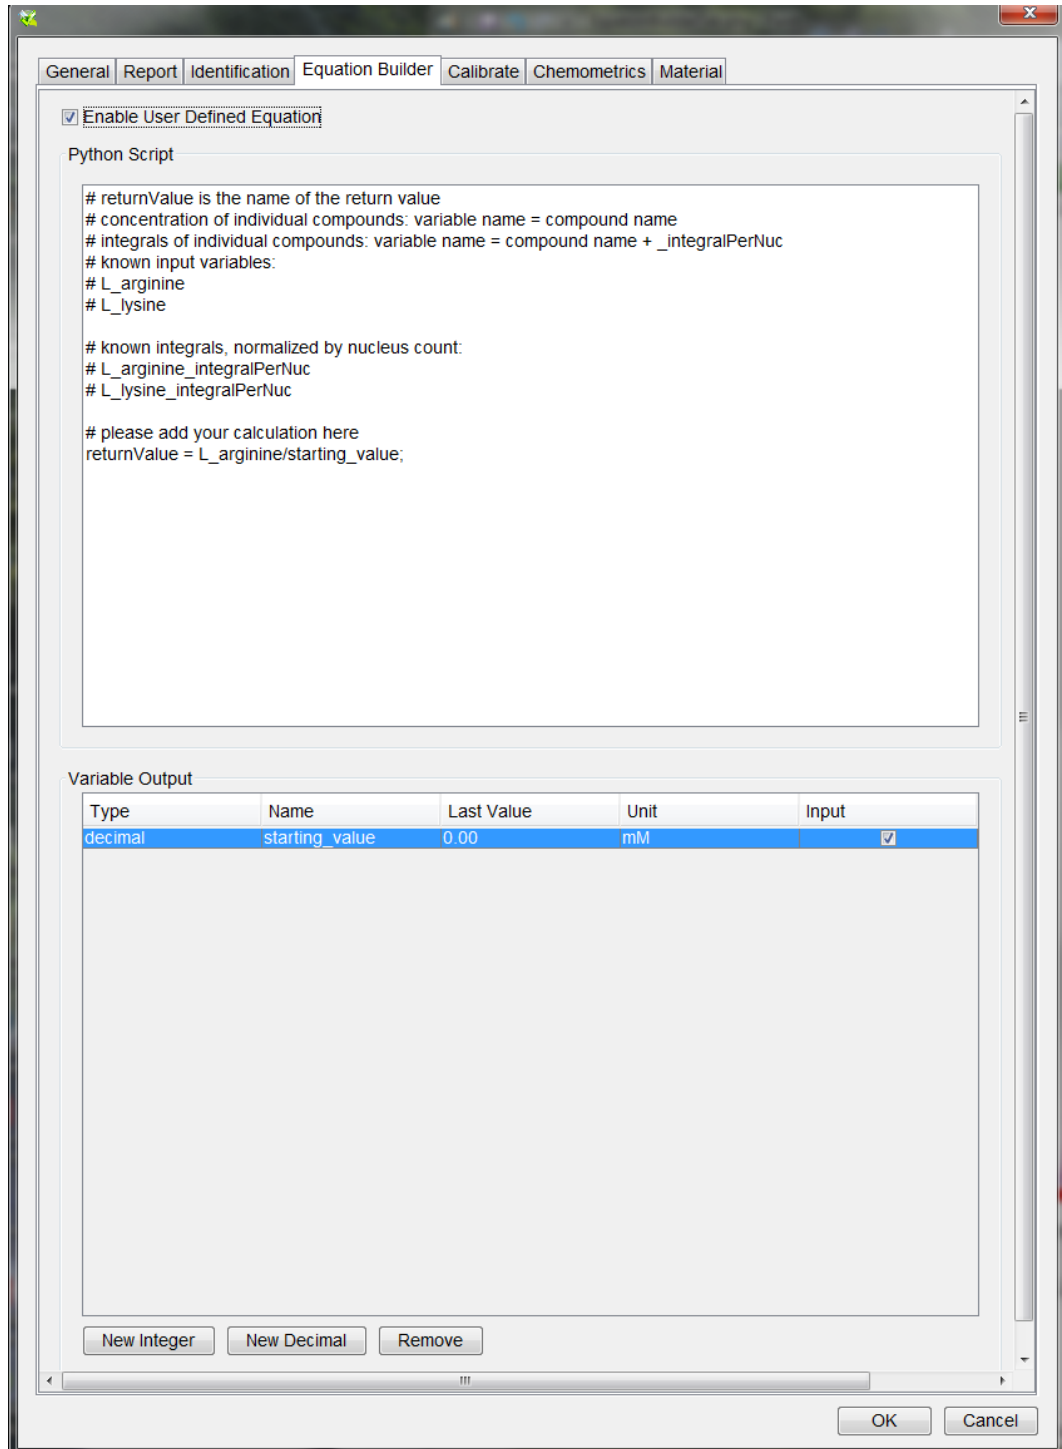 General Report Identification Equation Builder Calibrate Chemometrics Material
Enable User Defined Equation
Python Script
# returnValue is the name of the return value
# concentration of individual compounds: variable name = compound name
# integrals of individual compounds: variable name = compound name + _integralPerNuc
# known input variables:
# L_arginine
# L_lysine
# known integrals, normalized by nucleus count:
# L_arginine_integralPerNuc
# L_lysine_integralPerNuc
# please add your calculation here
returnValue = L_arginine/starting_value;
Variable Output
Type Name Last Value Unit Input
decimal starting_value 0.00 mM
New Integer New Decimal Remove
OK Cancel